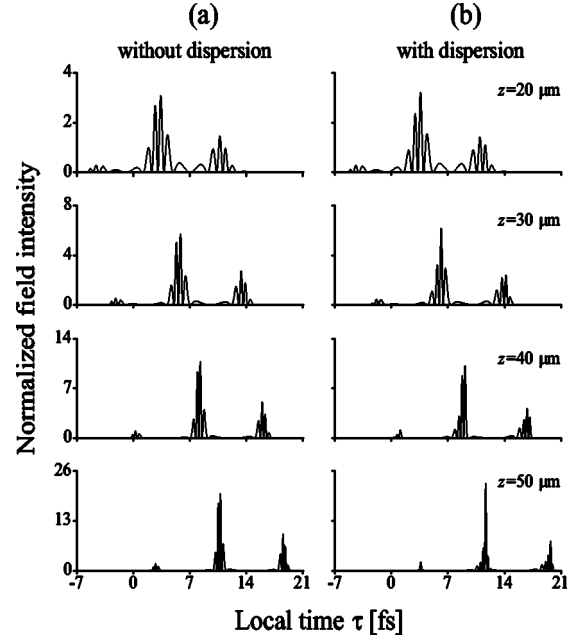 (a) (b)
without dispersion with dispersion
Normalized field intensity
4
2
0
z=20 μm
8
4
0
z=30 μm
14
7
0
z=40 μm
26
13
0
z=50 μm
-7 0 7 14 21 -7 0 7 14 21
Local time τ [fs]